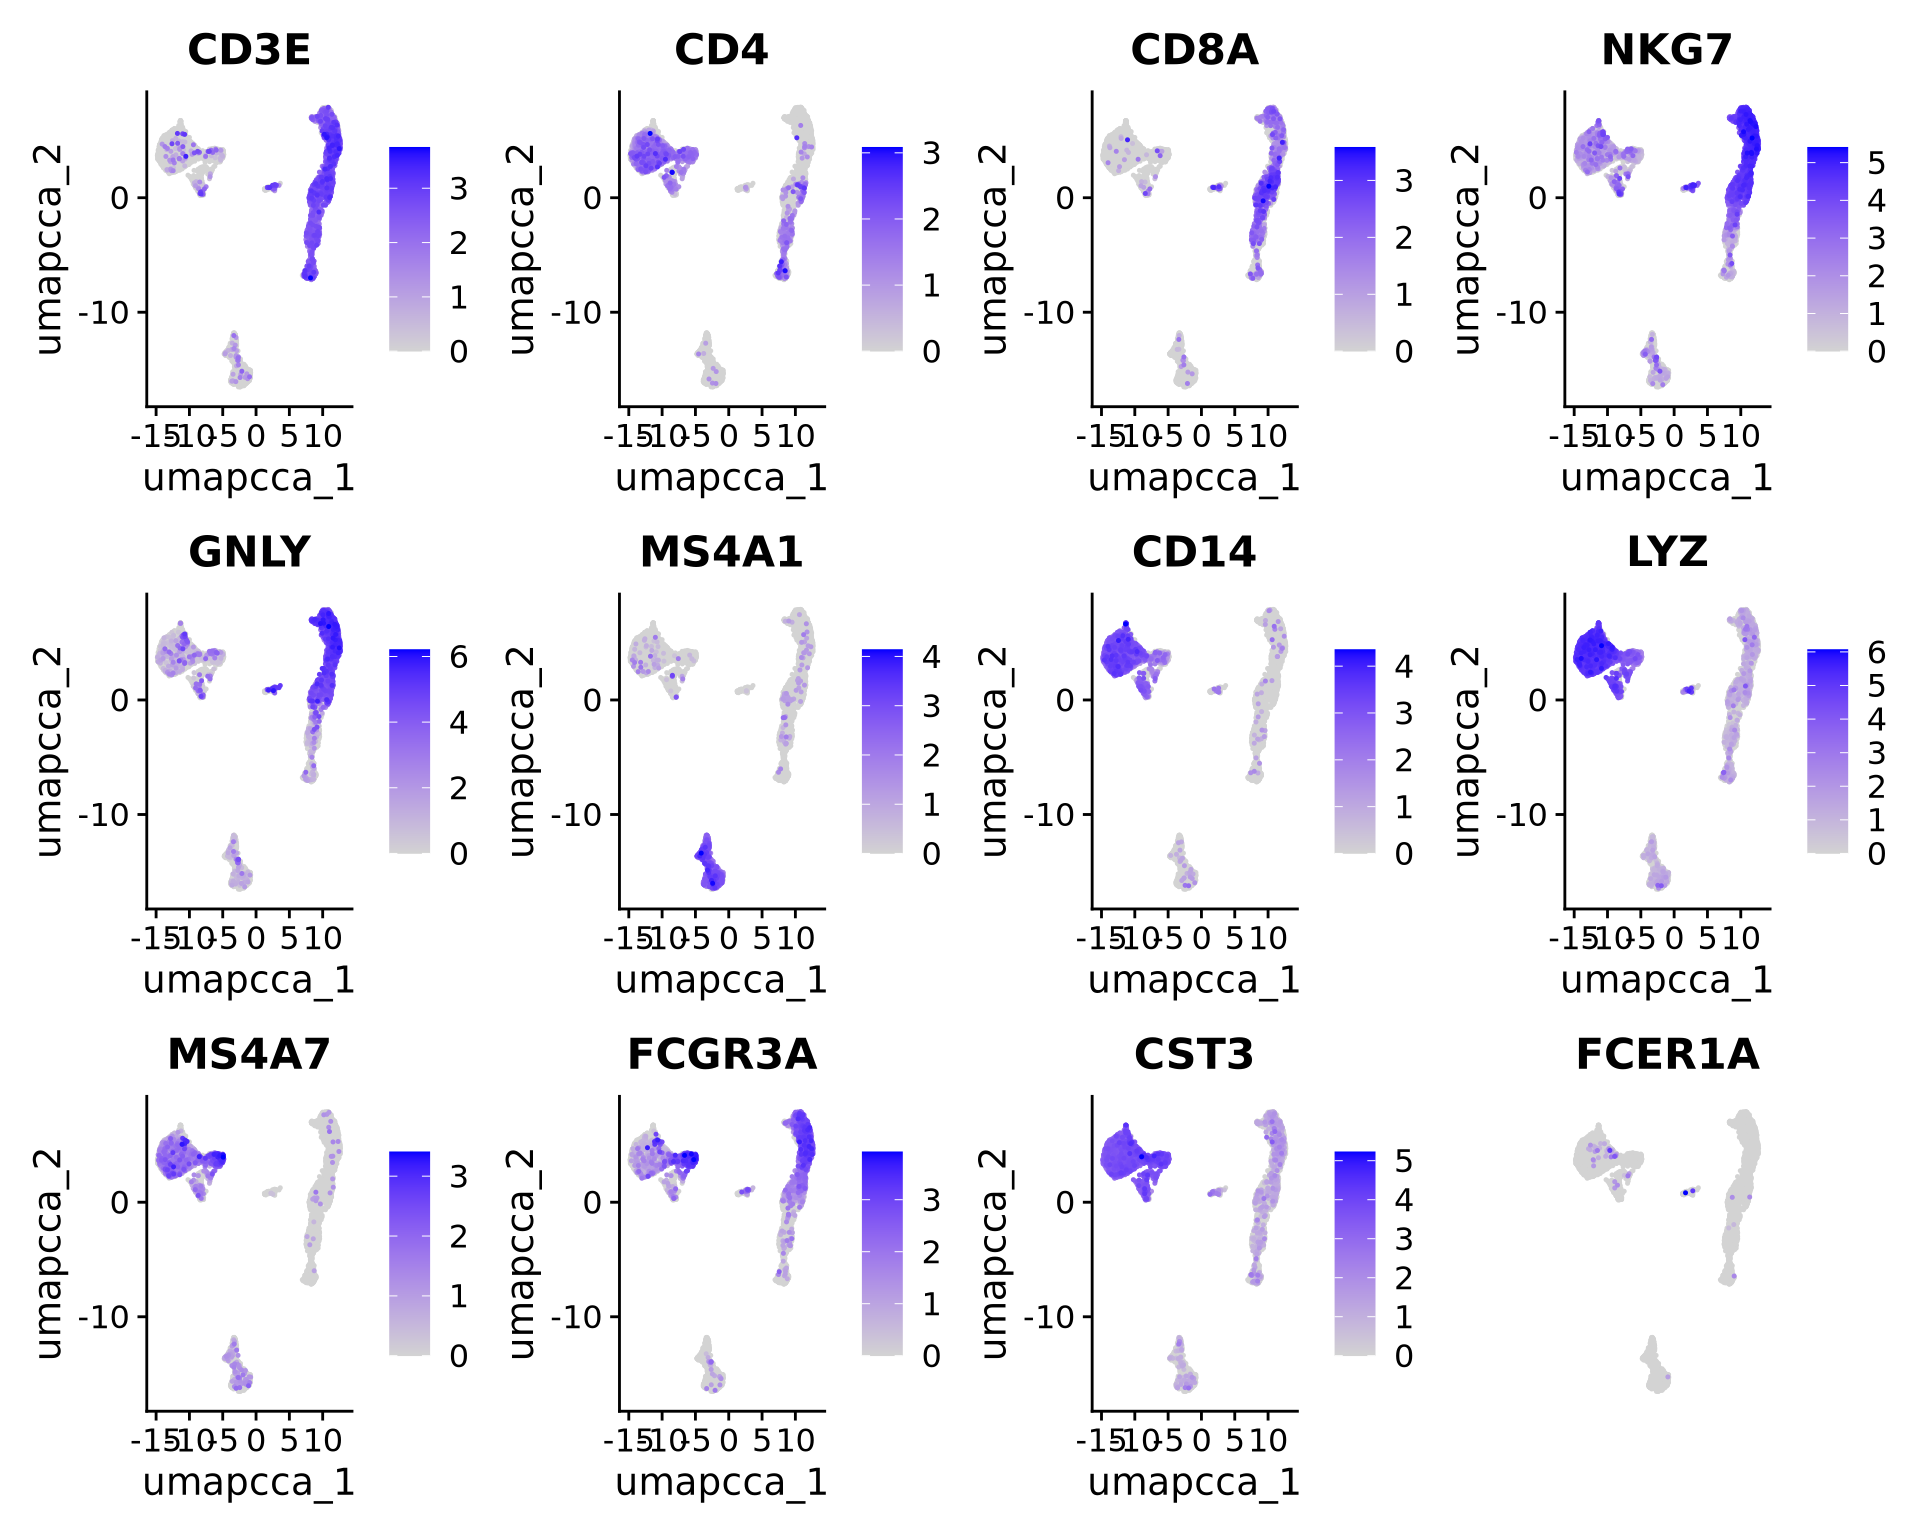 CD3E CD4 CD8A NKG7
umapcca_2 0 -10 3 2 1 0 umapcca_2 0 -10 3 2 1 0 umapcca_2 0 -10 3 2 1 0 umapcca_2 0 -10 5 4 3 2 1 0
-15 -10 -5 0 5 10 -15 -10 -5 0 5 10 -15 -10 -5 0 5 10 -15 -10 -5 0 5 10
umapcca_1 umapcca_1 umapcca_1 umapcca_1
GNLY MS4A1 CD14 LYZ
umapcca_2 0 -10 6 4 2 0 umapcca_2 0 -10 4 3 2 1 0 umapcca_2 0 -10 4 3 2 1 0 umapcca_2 0 -10 6 5 4 3 2 1 0
-15 -10 -5 0 5 10 -15 -10 -5 0 5 10 -15 -10 -5 0 5 10 -15 -10 -5 0 5 10
umapcca_1 umapcca_1 umapcca_1 umapcca_1
MS4A7 FCGR3A CST3 FCER1A
umapcca_2 0 -10 3 2 1 0 umapcca_2 0 -10 3 2 1 0 umapcca_2 0 -10 5 4 3 2 1 0
-15 -10 -5 0 5 10 -15 -10 -5 0 5 10 -15 -10 -5 0 5 10
umapcca_1 umapcca_1 umapcca_1